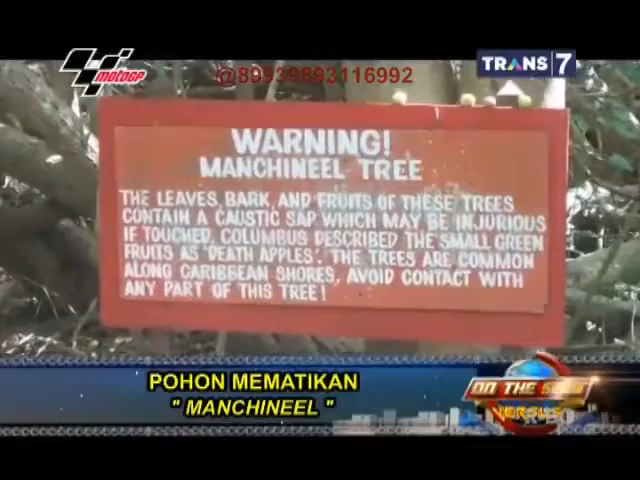 MOTOGP
@89939893116992
TRANS 7
WARNING!
MANCHINEEL TREE
THE LEAVES, BARK, AND FRUITS OF THESE TREES
CONTAIN A CAUSTIC SAP WHICH MAY BE INJURIOUS
IF TOUCHED. COLUMBUS DESCRIBED THE SMALL GREEN
FRUITS AS "DEATH APPLES". THE TREES ARE COMMON
ALONG CARIBBEAN SHORES. AVOID CONTACT WITH
ANY PART OF THIS TREE!
POHON MEMATIKAN
" MANCHINEEL "
ON THE SPOT
VERSUS